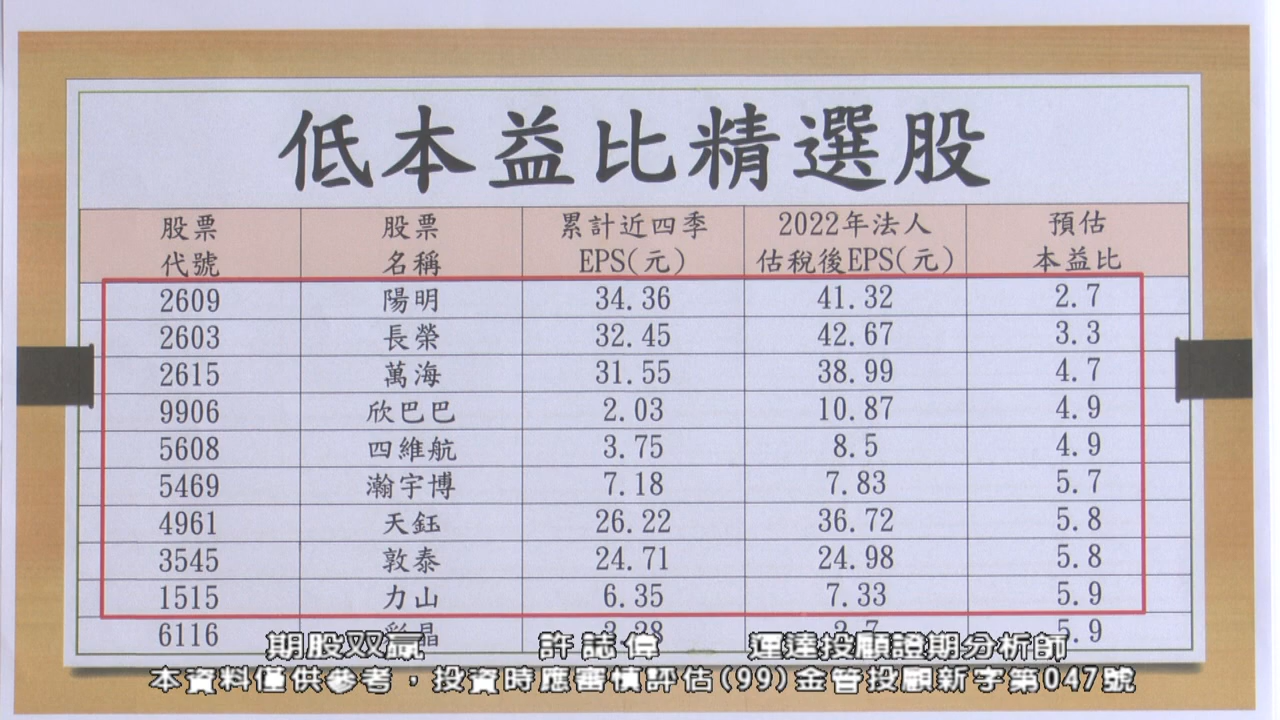 低本益比精選股
股票代號 股票名稱 累計近四季EPS(元) 2022年法人估稅後EPS(元) 預估本益比
2609 陽明 34.36 41.32 2.7
2603 長榮 32.45 42.67 3.3
2615 萬海 31.55 38.99 4.7
9906 欣巴巴 2.03 10.87 4.9
5608 四維航 3.75 8.5 4.9
5469 瀚宇博 7.18 7.83 5.7
4961 天鈺 26.22 36.72 5.8
3545 敦泰 24.71 24.98 5.8
1515 力山 6.35 7.33 5.9
6116 彩晶 5.9
期股双贏 許誌偉 運達投顧證期分析師
本資料僅供參考，投資時應審慎評估(99)金管投顧新字第047號